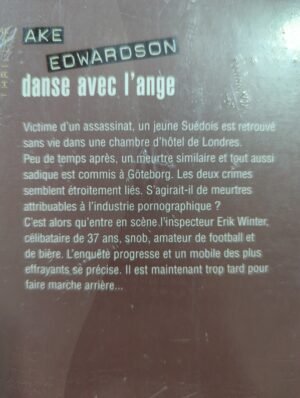 AKE
EDWARDSON
danse avec l'ange
Victime d'un assassinat, un jeune Suédois est retrouvé
sans vie dans une chambre d'hôtel de Londres.
Peu de temps après, un meurtre similaire et tout aussi
sadique est commis à Göteborg. Les deux crimes
semblent étroitement liés. S'agirait-il de meurtres
attribuables à l'industrie pornographique ?
C'est alors qu'entre en scène l'inspecteur Erik Winter,
célibataire de 37 ans, snob, amateur de football et
de bière. L'enquête progresse et un mobile des plus
effrayants se précise. Il est maintenant trop tard pour
faire marche arrière...